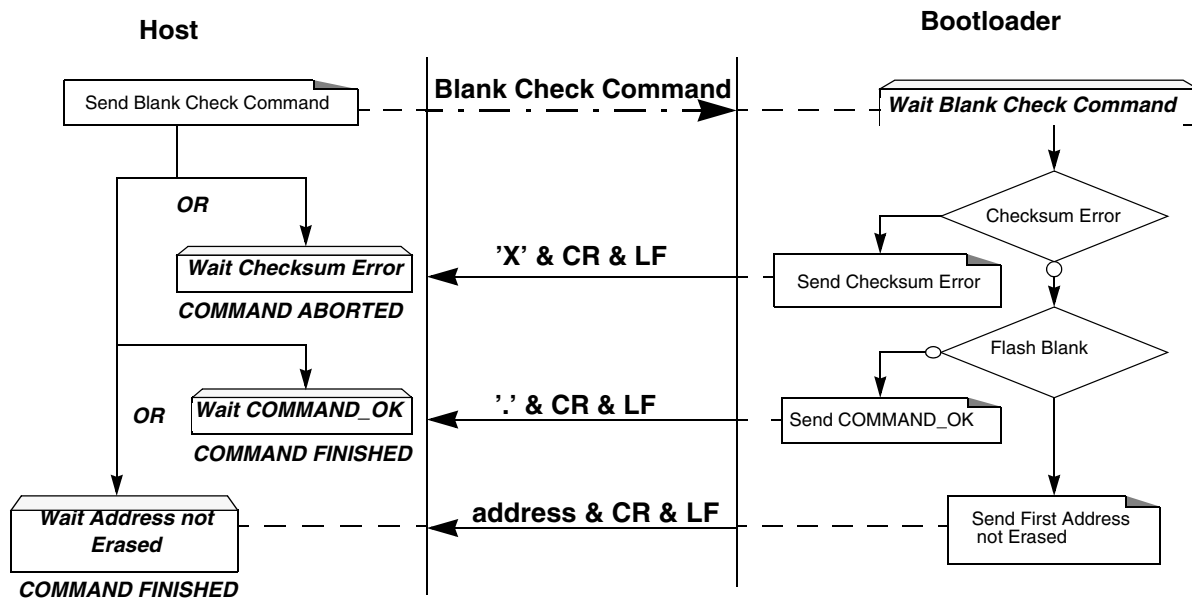 Host
Bootloader
Send Blank Check Command
Blank Check Command
Wait Blank Check Command
OR
Checksum Error
Wait Checksum Error
'X' & CR & LF
Send Checksum Error
COMMAND ABORTED
Flash Blank
OR
Wait COMMAND_OK
'.' & CR & LF
Send COMMAND_OK
COMMAND FINISHED
Wait Address not
Erased
address & CR & LF
Send First Address
not Erased
COMMAND FINISHED